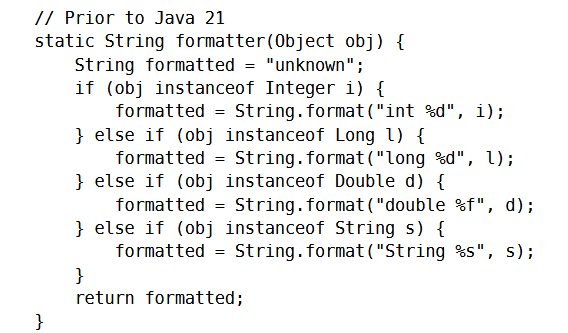 // Prior to Java 21
static String formatter(Object obj) {
    String formatted = "unknown";
    if (obj instanceof Integer i) {
        formatted = String.format("int %d", i);
    } else if (obj instanceof Long l) {
        formatted = String.format("long %d", l);
    } else if (obj instanceof Double d) {
        formatted = String.format("double %f", d);
    } else if (obj instanceof String s) {
        formatted = String.format("String %s", s);
    }
    return formatted;
}